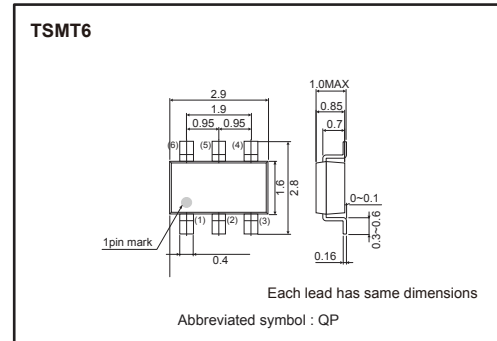 TSMT6
1.0MAX
2.9
0.85
1.9
0.7
0.95 0.95
(6) (5) (4)
1.6
2.8
0~0.1
(1) (2) (3)
0.3~0.6
1pin mark
0.4
0.16
Each lead has same dimensions
Abbreviated symbol : QP